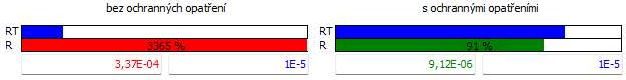 bez ochranných opatření
RT
R
3365 %
3,37E-04
1E-5
s ochrannými opatřeními
RT
R
91 %
9,12E-06
1E-5